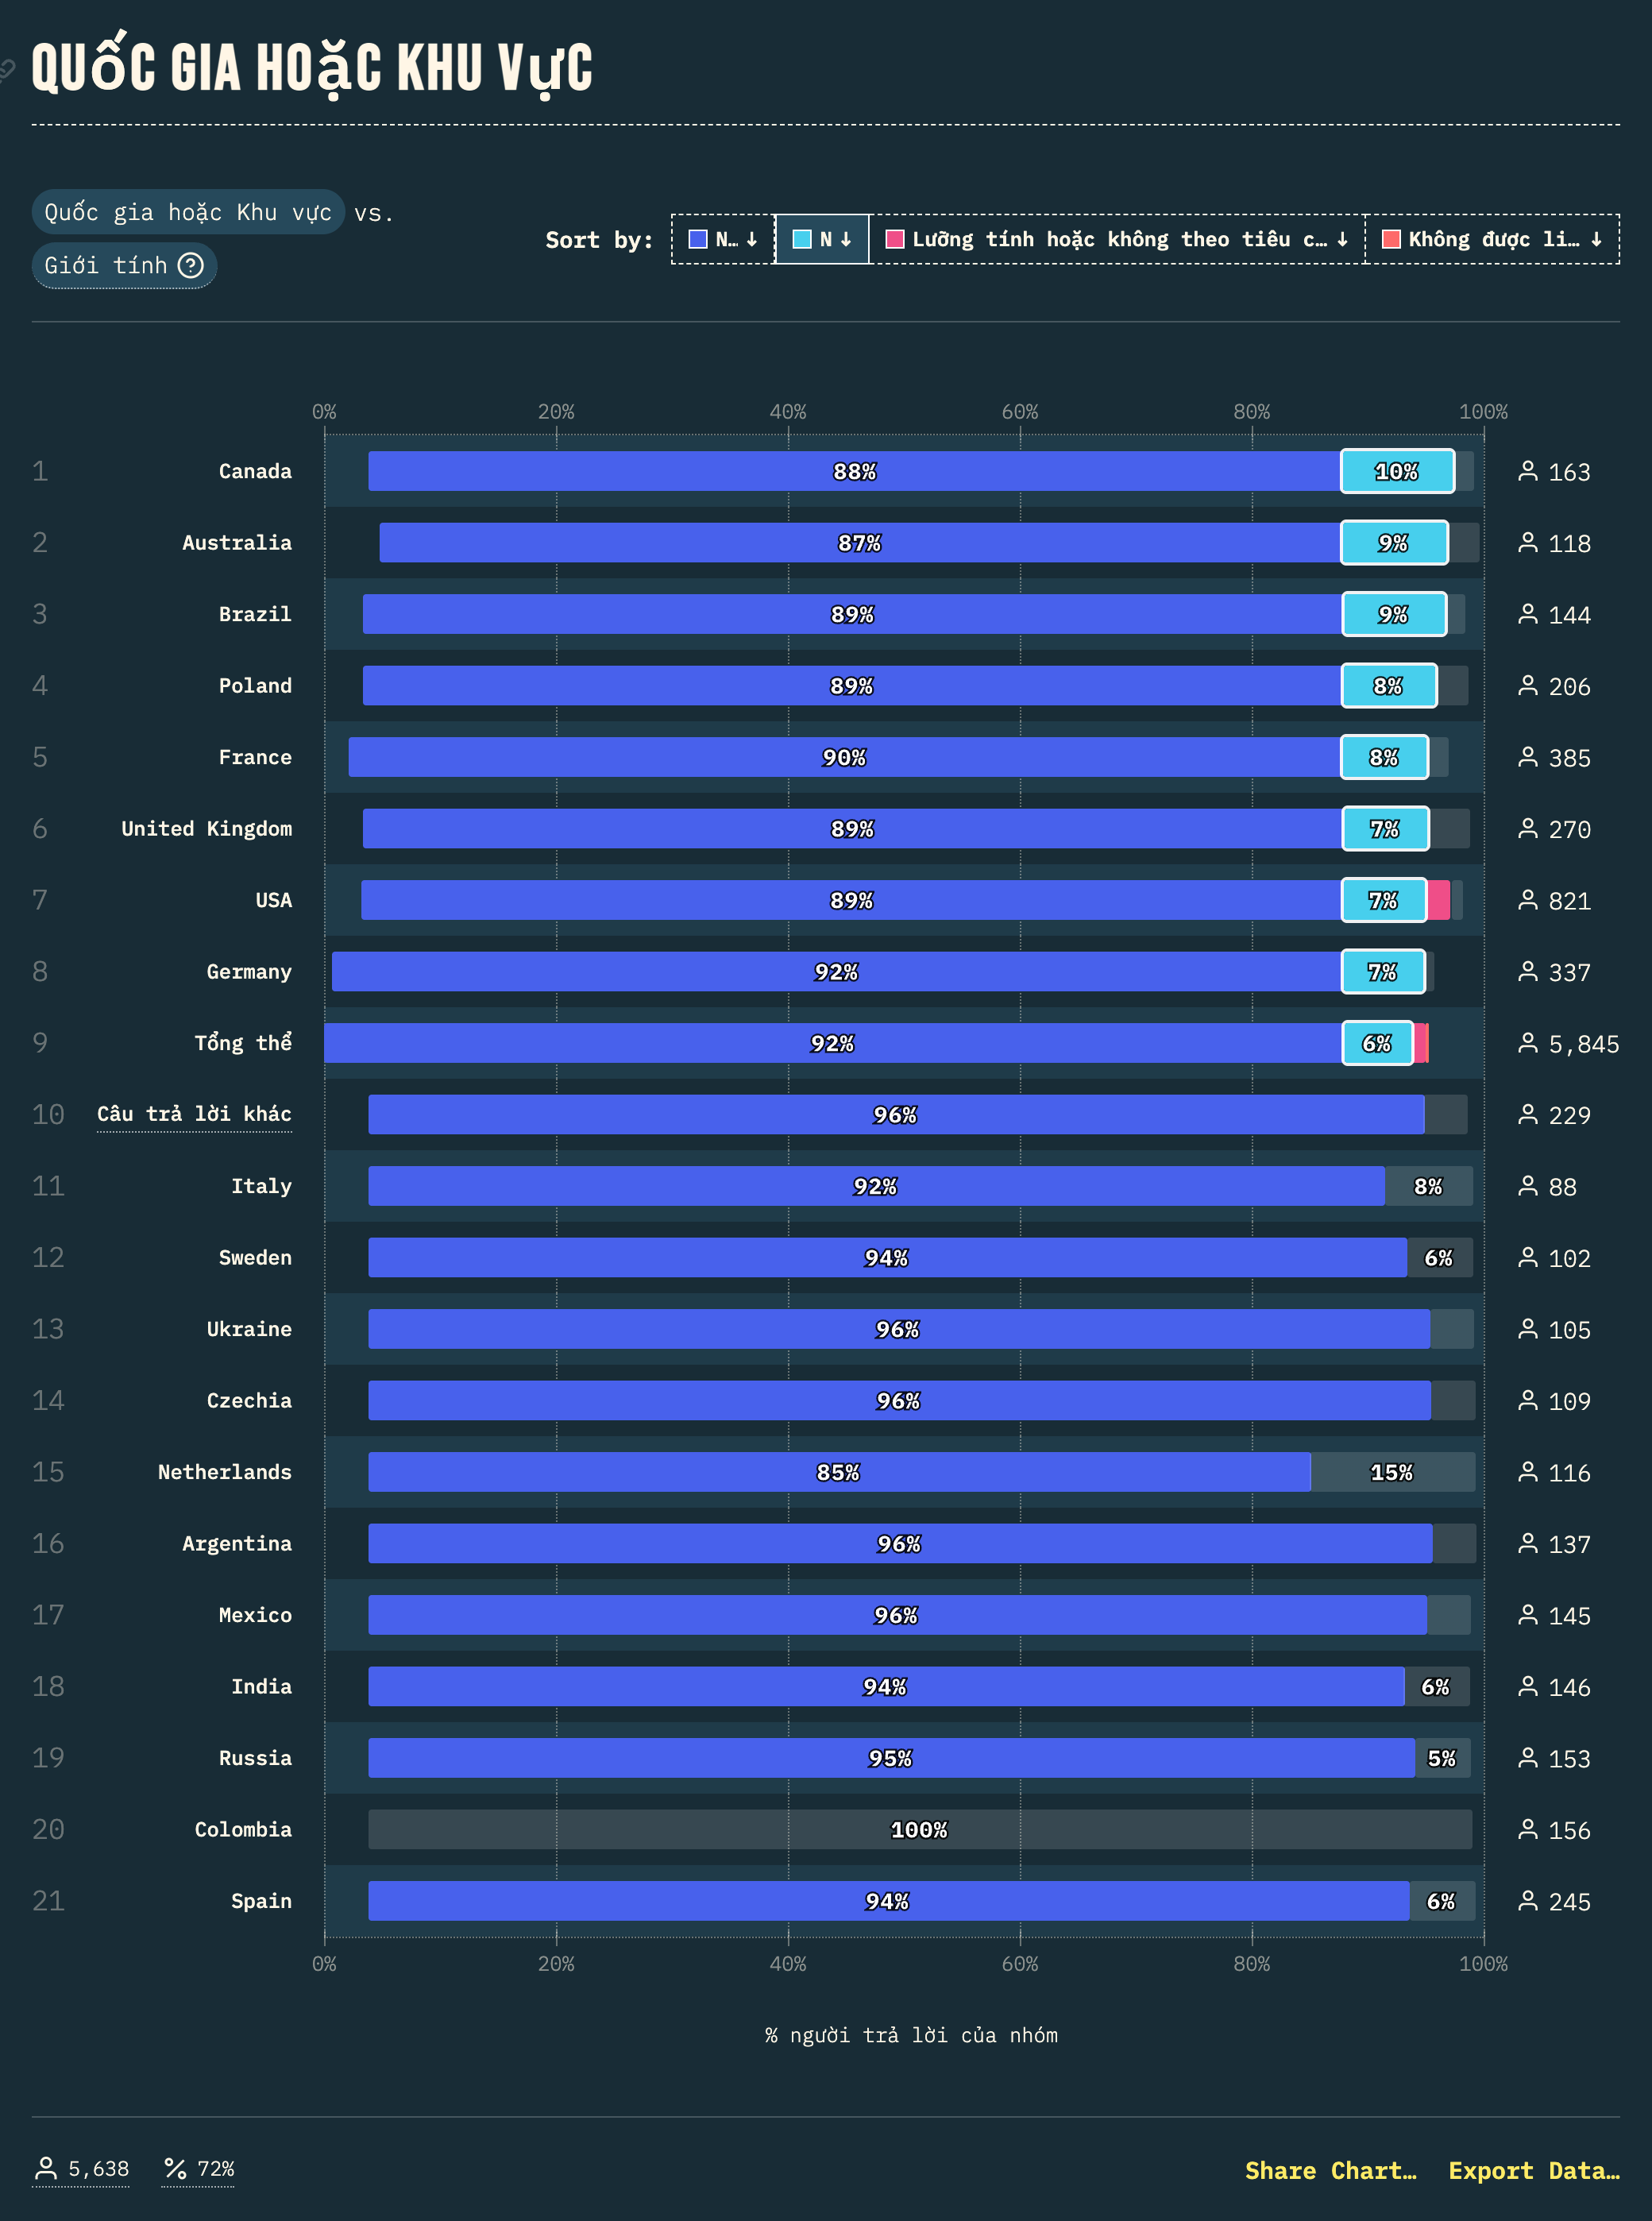 QUỐC GIA HOẶC KHU VỰC
Quốc gia hoặc Khu vực vs.
Giới tính
Sort by: N… ↓ N ↓ Lưỡng tính hoặc không theo tiêu c… ↓ Không được li… ↓
0% 20% 40% 60% 80% 100%
1 Canada 88% 10% 163
2 Australia 87% 9% 118
3 Brazil 89% 9% 144
4 Poland 89% 8% 206
5 France 90% 8% 385
6 United Kingdom 89% 7% 270
7 USA 89% 7% 821
8 Germany 92% 7% 337
9 Tổng thể 92% 6% 5,845
10 Câu trả lời khác 96% 229
11 Italy 92% 8% 88
12 Sweden 94% 6% 102
13 Ukraine 96% 105
14 Czechia 96% 109
15 Netherlands 85% 15% 116
16 Argentina 96% 137
17 Mexico 96% 145
18 India 94% 6% 146
19 Russia 95% 5% 153
20 Colombia 100% 156
21 Spain 94% 6% 245
0% 20% 40% 60% 80% 100%
% người trả lời của nhóm
5,638 % 72% Share Chart… Export Data…